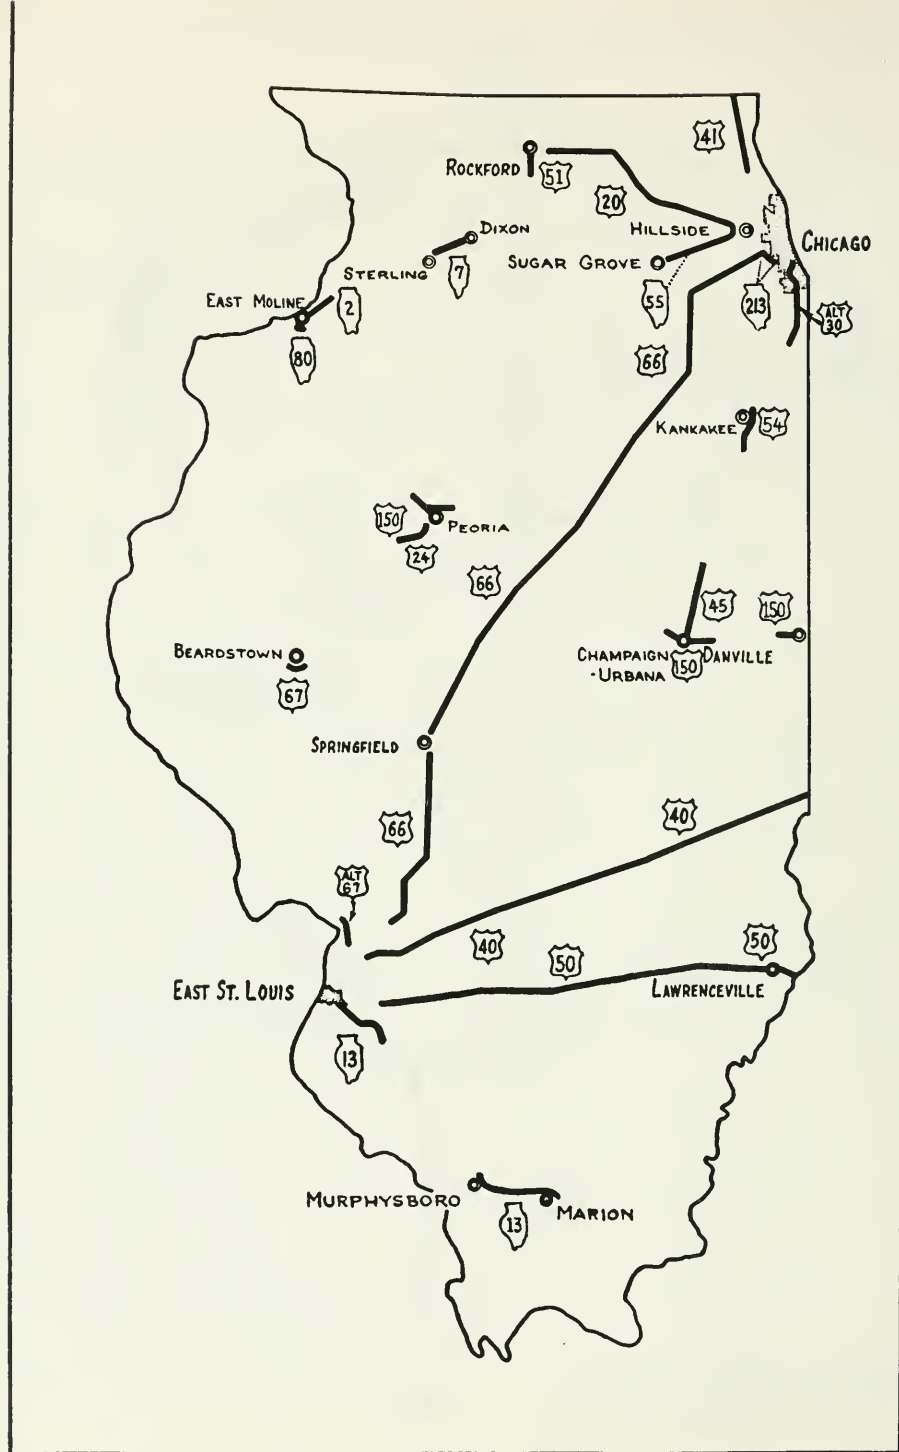 41
ROCKFORD
51
20
HILLSIDE
CHICAGO
DIXON
STERLING
7
SUGAR GROVE
EAST MOLINE
2
55
213
ALT
30
80
66
KANKAKEE
54
150
PEORIA
24
66
45
150
BEARDSTOWN
CHAMPAIGN
-URBANA
150
DANVILLE
67
SPRINGFIELD
66
40
ALT
67
40
50
50
EAST ST. LOUIS
LAWRENCEVILLE
13
MURPHYSBORO
MARION
13